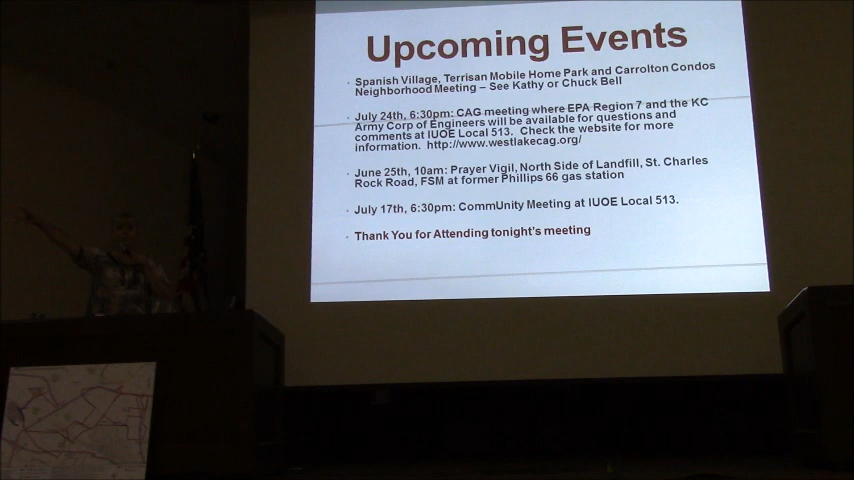 Upcoming Events
Spanish Village, Terrisan Mobile Home Park and Carrolton Condos
Neighborhood Meeting – See Kathy or Chuck Bell
July 24th, 6:30pm: CAG meeting where EPA Region 7 and the KC
Army Corp of Engineers will be available for questions and
comments at IUOE Local 513. Check the website for more
information. http://www.westlakecag.org/
June 25th, 10am: Prayer Vigil, North Side of Landfill, St. Charles
Rock Road, FSM at former Phillips 66 gas station
July 17th, 6:30pm: CommUnity Meeting at IUOE Local 513.
Thank You for Attending tonight's meeting